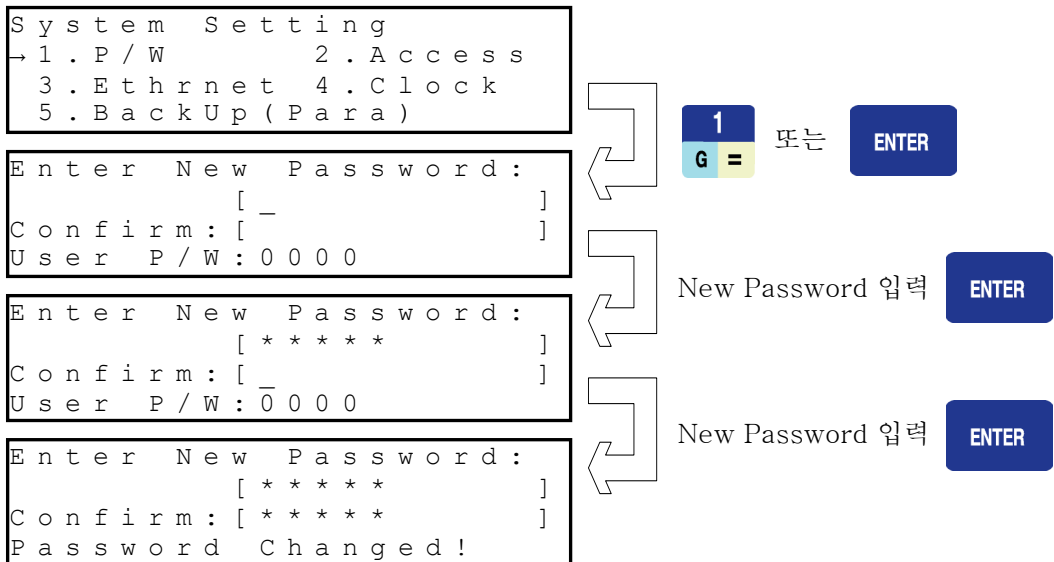 System Setting
→1.P/W 2.Access
3.Ethrnet 4.Clock
5.BackUp(Para)
1
G =
또는
ENTER
Enter New Password:
[_ ]
Confirm:[ ]
User P/W:0000
New Password 입력
ENTER
Enter New Password:
[***** ]
Confirm:[_ ]
User P/W:0000
New Password 입력
ENTER
Enter New Password:
[***** ]
Confirm:[***** ]
Password Changed!